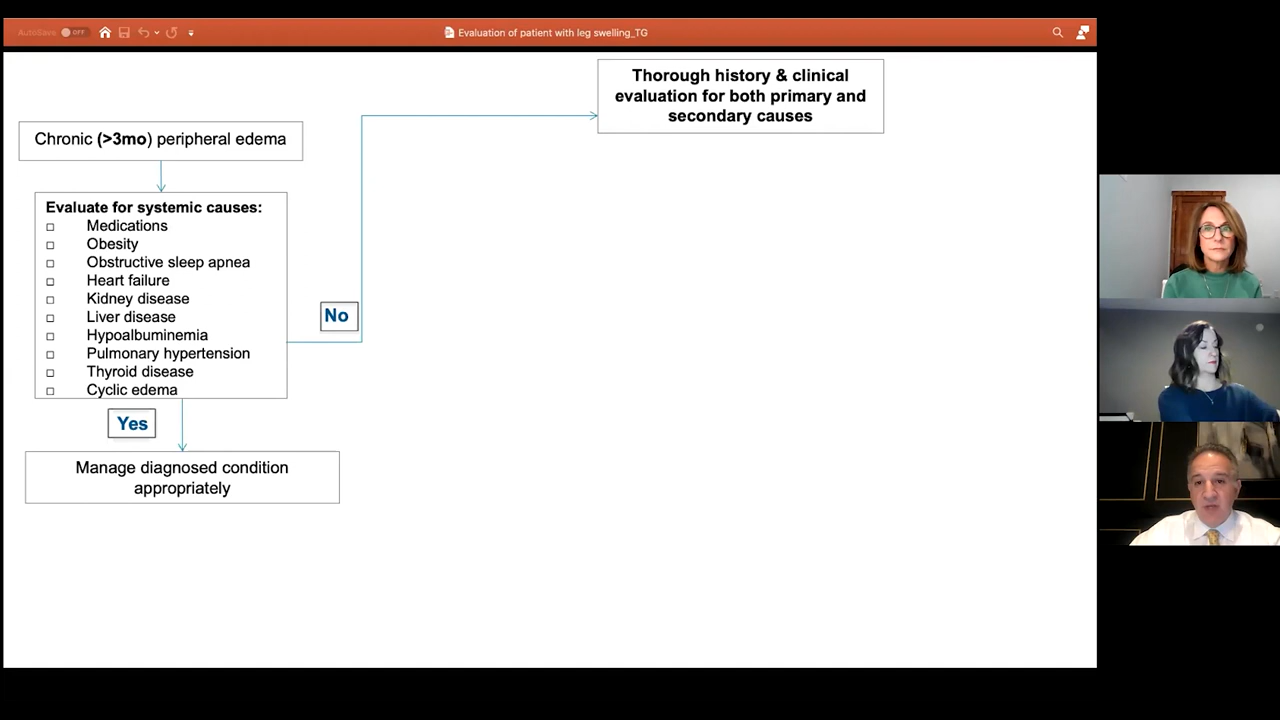 AutoSave OFF
Evaluation of patient with leg swelling_TG
Thorough history & clinical
evaluation for both primary and
secondary causes
Chronic (>3mo) peripheral edema
Evaluate for systemic causes:
Medications
Obesity
Obstructive sleep apnea
Heart failure
Kidney disease
Liver disease
Hypoalbuminemia
Pulmonary hypertension
Thyroid disease
Cyclic edema
No
Yes
Manage diagnosed condition
appropriately